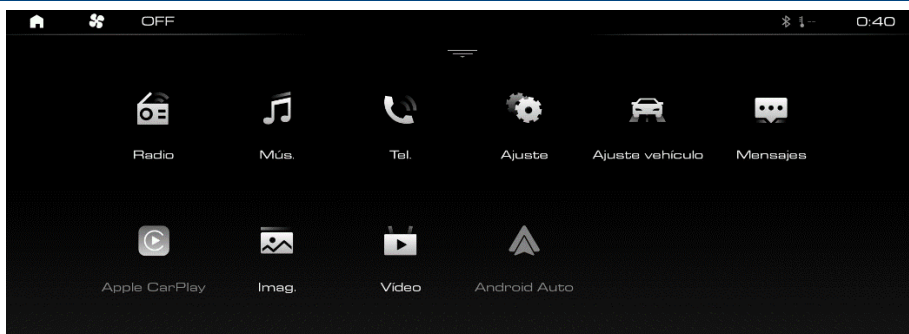 OFF 0:40
Radio Mús. Tel. Ajuste Ajuste vehículo Mensajes
Apple CarPlay Imag. Vídeo Android Auto